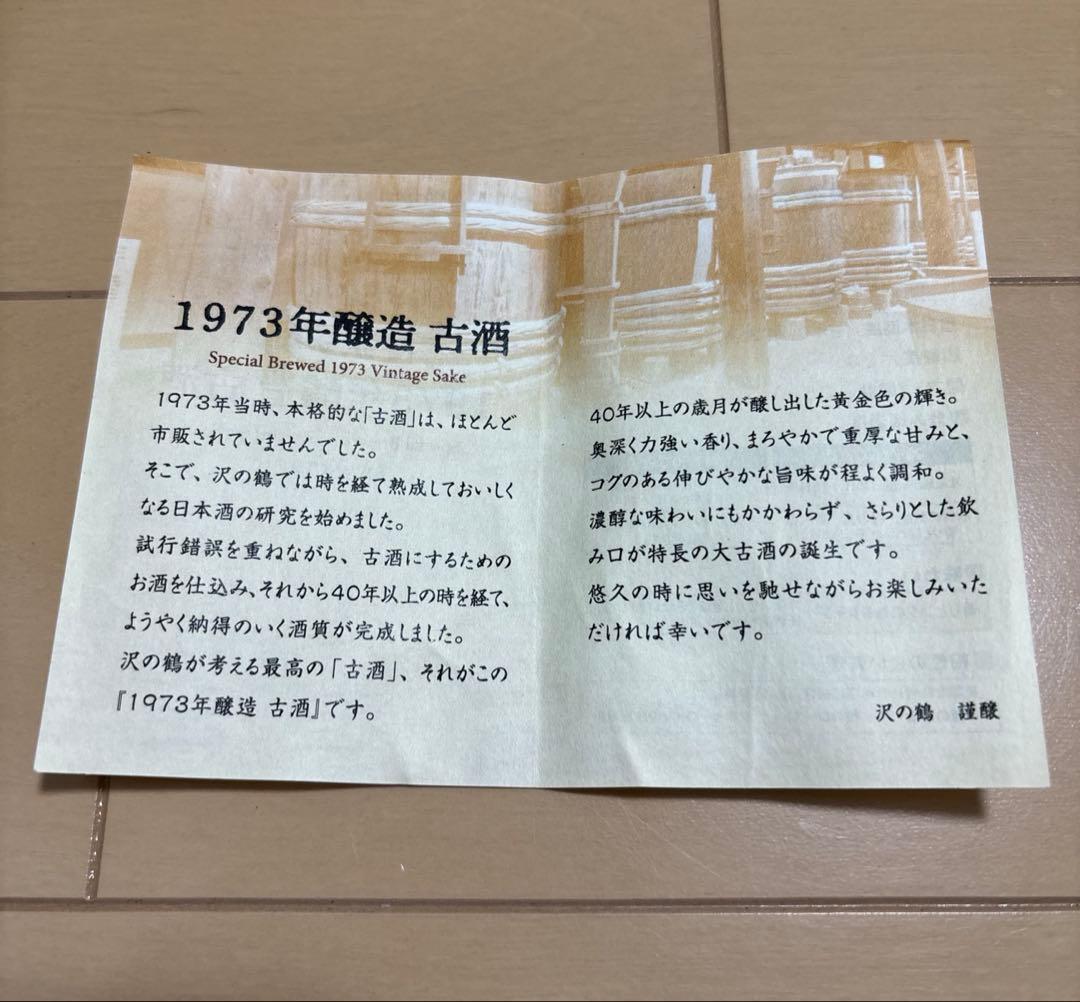 1973年醸造 古酒
Special Brewed 1973 Vintage Sake
1973年当時、本格的な「古酒」は、ほとんど
市販されていませんでした。
そこで、沢の鶴では時を経て熟成しておいしく
なる日本酒の研究を始めました。
試行錯誤を重ねながら、古酒にするための
お酒を仕込み、それから40年以上の時を経て、
ようやく納得のいく酒質が完成しました。
沢の鶴が考える最高の「古酒」、それがこの
『1973年醸造 古酒』です。
40年以上の歳月が醸し出した黄金色の輝き。
奥深く力強い香り、まろやかで重厚な甘みと、
コグのある伸びやかな旨味が程よく調和。
濃醇な味わいにもかかわらず、さらりとした飲
み口が特長の大古酒の誕生です。
悠久の時に思いを馳せながらお楽しみいた
だければ幸いです。
沢の鶴 謹醸